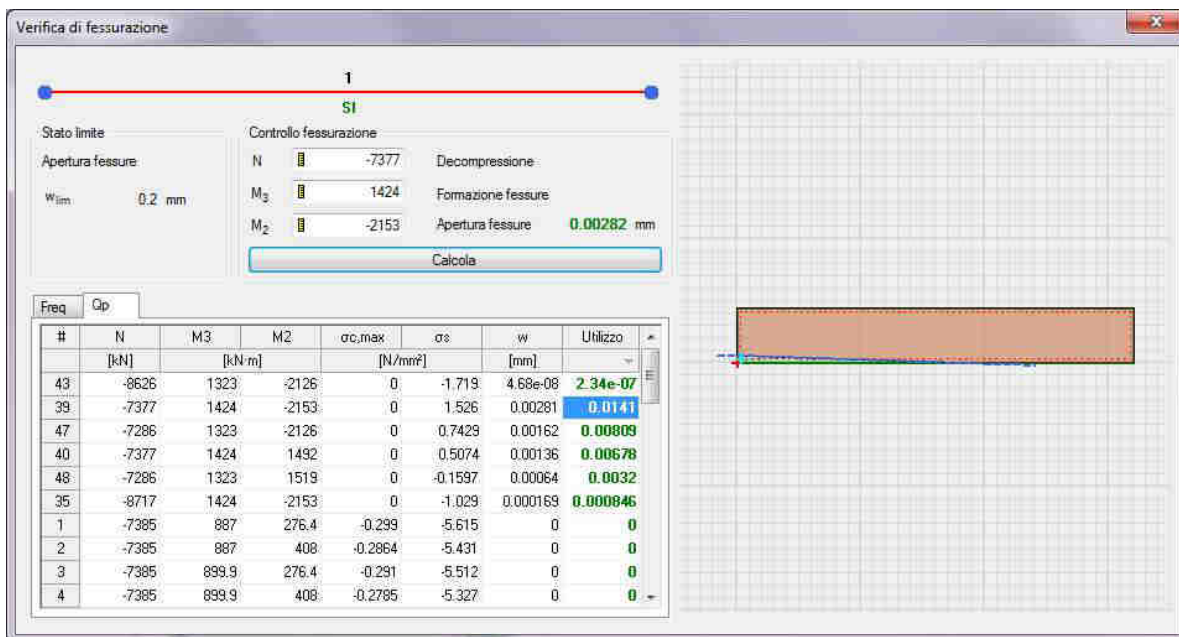 Verifica di fessurazione
1
SI
Stato limite
Apertura fessure
wlim 0.2 mm
Controllo fessurazione
N -7377 Decompressione
M3 1424 Formazione fessure
M2 -2153 Apertura fessure 0.00282 mm
Calcola
Freq Qp
# N M3 M2 σc,max σs w Utilizzo
[kN] [kN·m] [N/mm²] [mm]
43 -8626 1323 -2126 0 -1.719 4.68e-08 2.34e-07
39 -7377 1424 -2153 0 1.526 0.00281 0.0141
47 -7286 1323 -2126 0 0.7429 0.00162 0.00809
40 -7377 1424 1492 0 0.5074 0.00136 0.00678
48 -7286 1323 1519 0 -0.1597 0.00064 0.0032
35 -8717 1424 -2153 0 -1.029 0.000169 0.000846
1 -7385 887 276.4 -0.299 -5.615 0 0
2 -7385 887 408 -0.2864 -5.431 0 0
3 -7385 899.9 276.4 -0.291 -5.512 0 0
4 -7385 899.9 408 -0.2785 -5.327 0 0